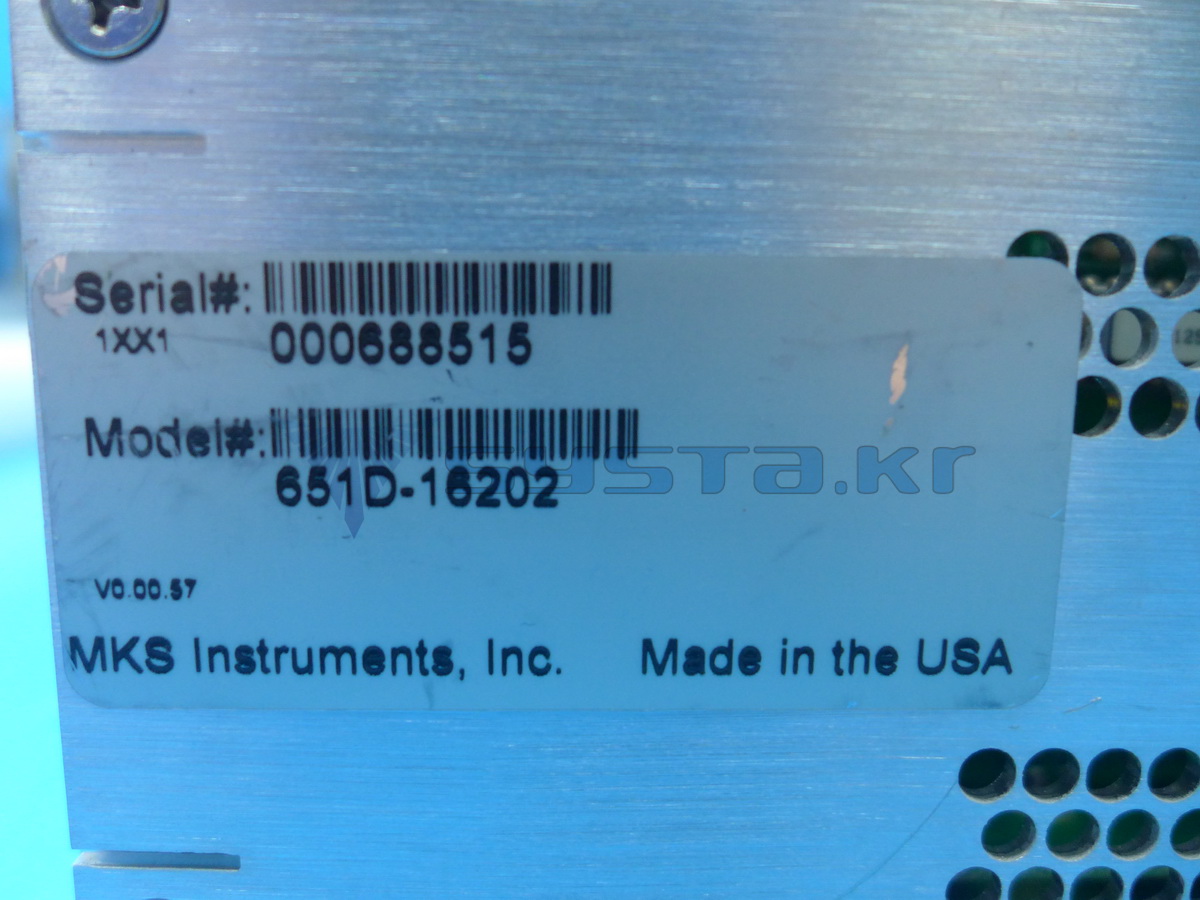 Serial#:
1XX1 000688515
Model#:
651D-16202
systa.kr
V0.00.57
MKS Instruments, Inc. Made in the USA